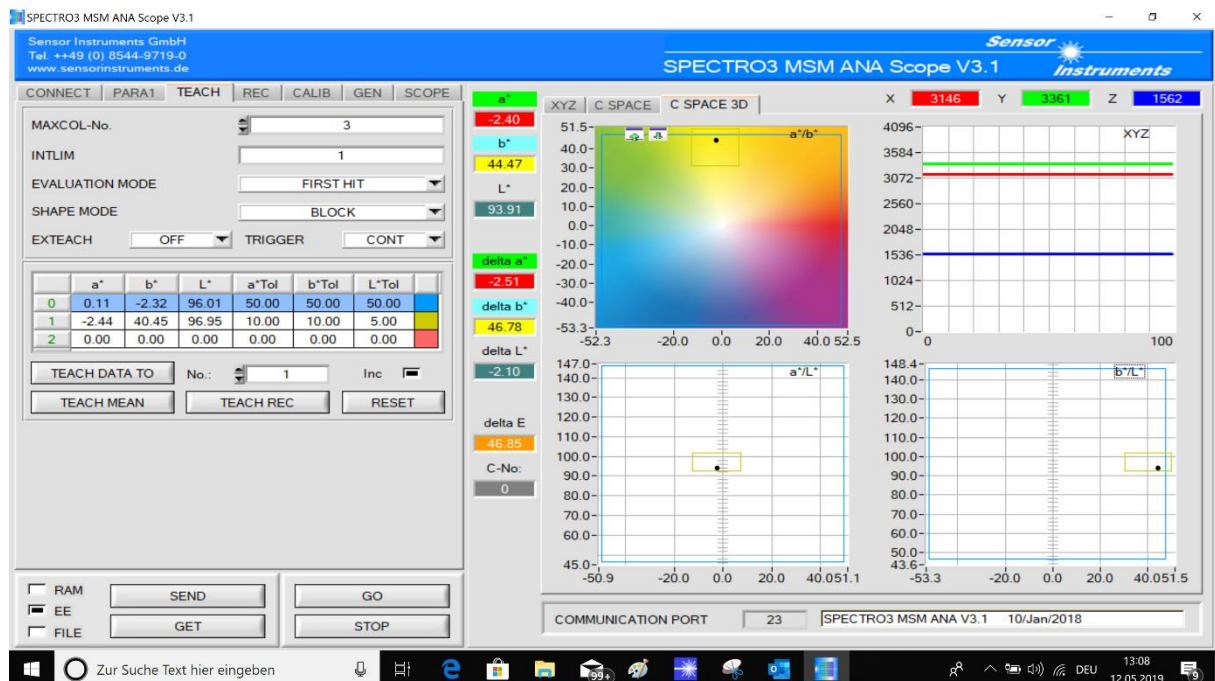 SPECTRO3 MSM ANA Scope V3.1
Sensor Instruments GmbH
Tel. ++49 (0) 8544-9719-0
www.sensorinstruments.de
Sensor
Instruments
SPECTRO3 MSM ANA Scope V3.1
CONNECT PARA1 TEACH REC CALIB GEN SCOPE
MAXCOL-No. 3
INTLIM 1
EVALUATION MODE FIRST HIT
SHAPE MODE BLOCK
EXTEACH OFF TRIGGER CONT
a* b* L* a*Tol b*Tol L*Tol
0 0.11 -2.32 96.01 50.00 50.00 50.00
1 -2.44 40.45 96.95 10.00 10.00 5.00
2 0.00 0.00 0.00 0.00 0.00 0.00
TEACH DATA TO No.: 1 Inc
TEACH MEAN TEACH REC RESET
RAM
EE
FILE
SEND
GET
GO
STOP
a*
-2.40
b*
44.47
L*
93.91
delta a*
-2.51
delta b*
46.78
delta L*
-2.10
delta E
46.85
C-No:
0
XYZ C SPACE C SPACE 3D
X 3146 Y 3361 Z 1562
a*/b*
51.5
40.0
30.0
20.0
10.0
0.0
-10.0
-20.0
-30.0
-40.0
-53.3
-52.3 -20.0 0.0 20.0 40.0 52.5
XYZ
4096
3584
3072
2560
2048
1536
1024
512
0
0 100
a*/L*
147.0
140.0
130.0
120.0
110.0
100.0
90.0
80.0
70.0
60.0
45.0
-50.9 -20.0 0.0 20.0 40.051.1
b*/L*
148.4
140.0
130.0
120.0
110.0
100.0
90.0
80.0
70.0
60.0
50.0
43.6
-53.3 -20.0 0.0 20.0 40.051.5
COMMUNICATION PORT 23 SPECTRO3 MSM ANA V3.1 10/Jan/2018
Zur Suche Text hier eingeben
99+
DEU
13:08
12.05.2019
9